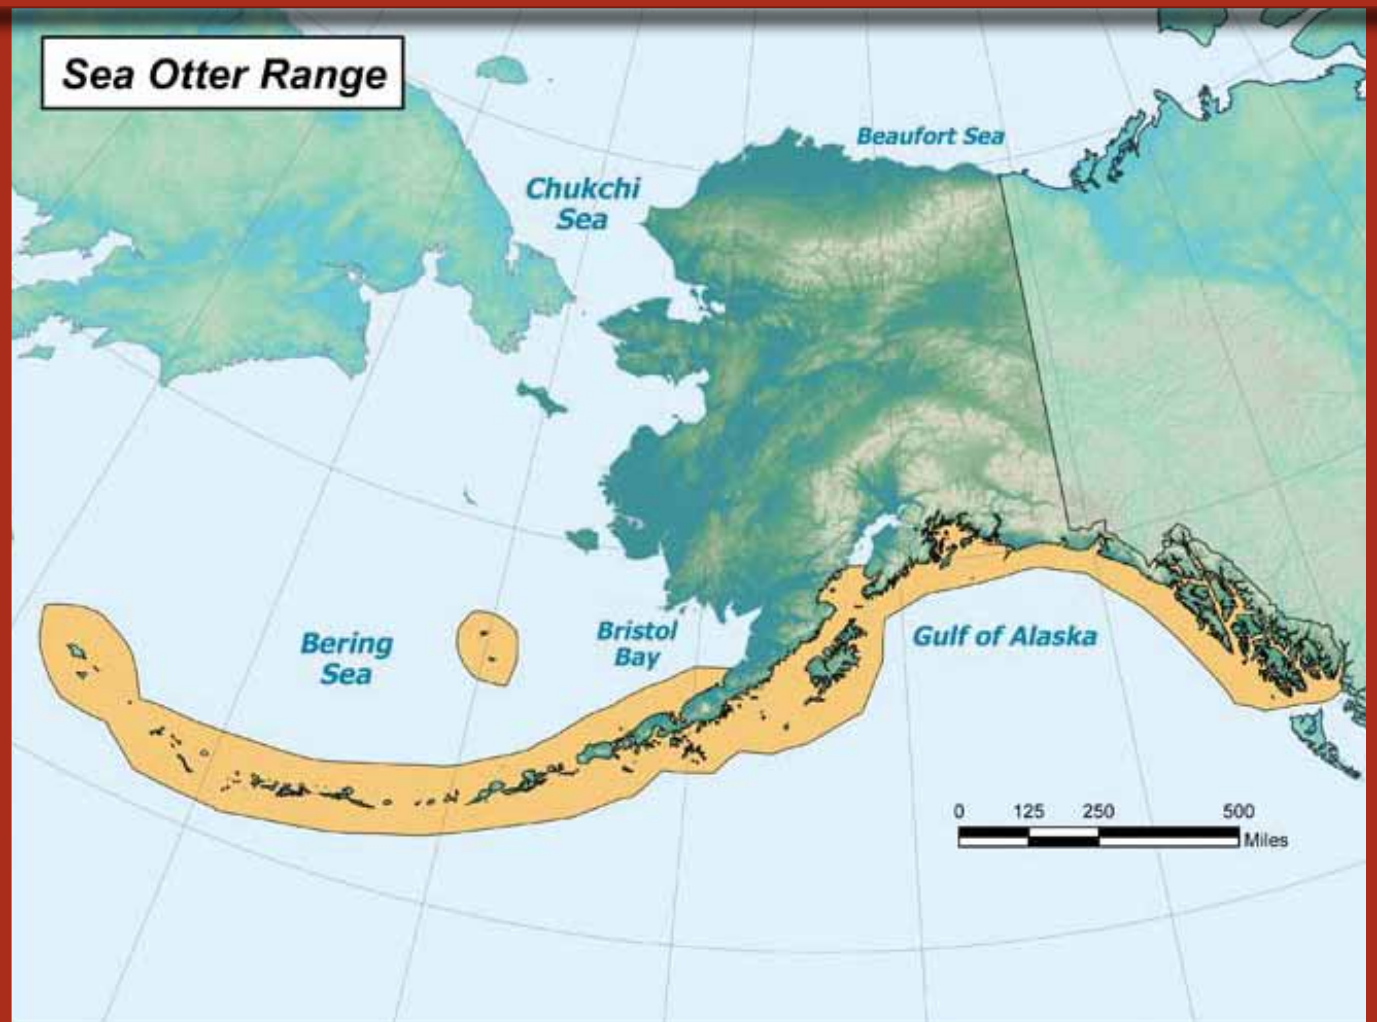 Sea Otter Range
Beaufort Sea
Chukchi
Sea
Bering
Sea
Bristol
Bay
Gulf of Alaska
0 125 250 500
Miles